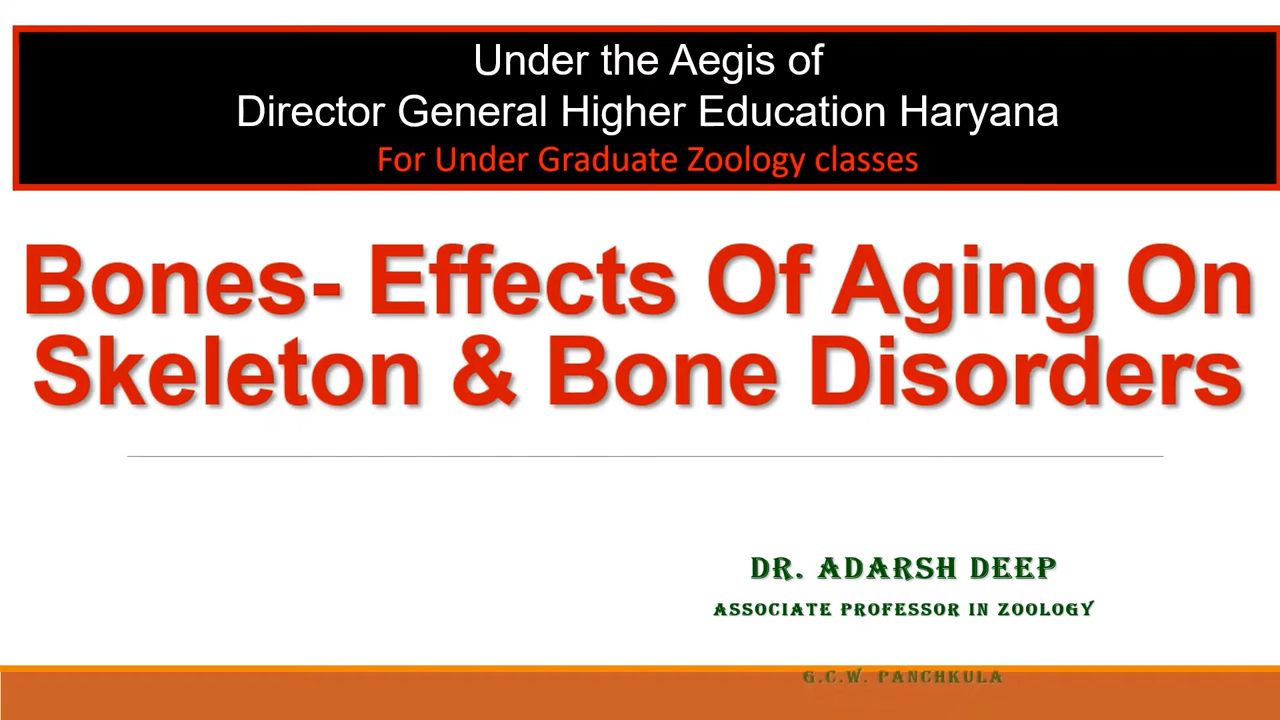 Under the Aegis of
Director General Higher Education Haryana
For Under Graduate Zoology classes
Bones- Effects Of Aging On
Skeleton & Bone Disorders
DR. ADARSH DEEP
ASSOCIATE PROFESSOR IN ZOOLOGY
G.C.W. PANCHKULA